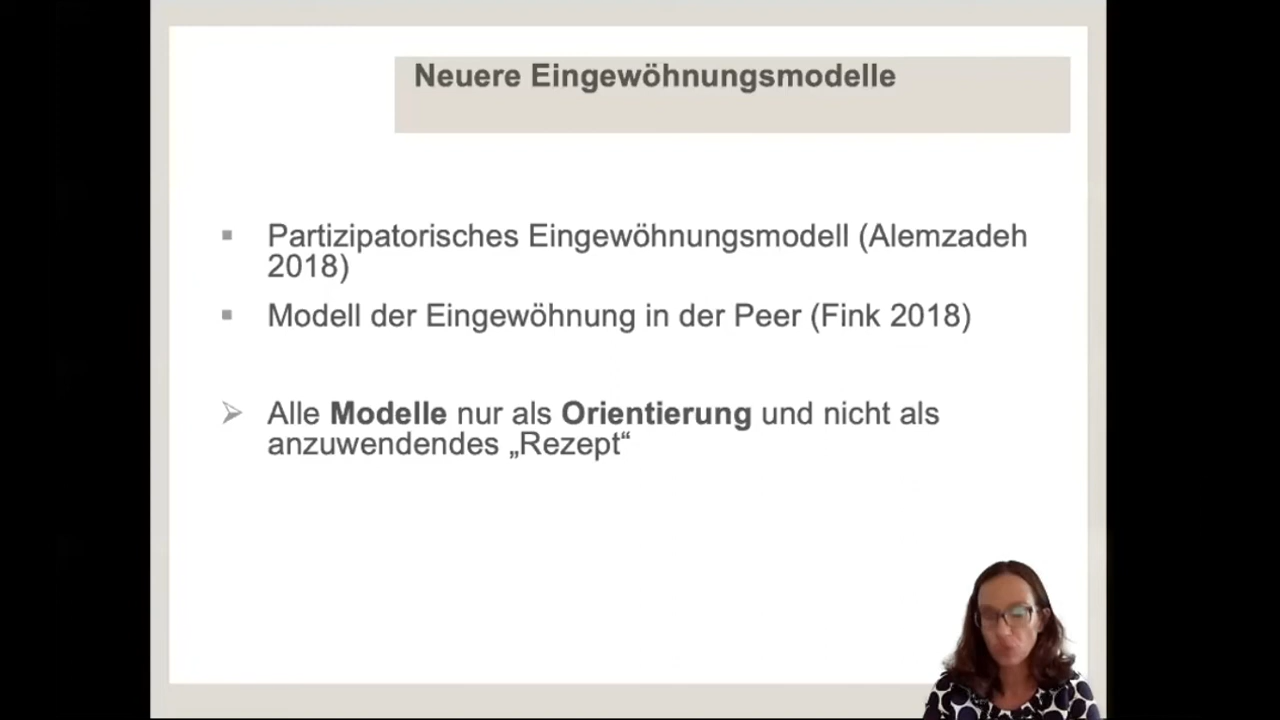 Neuere Eingewöhnungsmodelle
Partizipatorisches Eingewöhnungsmodell (Alemzadeh
2018)
Modell der Eingewöhnung in der Peer (Fink 2018)
Alle Modelle nur als Orientierung und nicht als
anzuwendendes „Rezept“